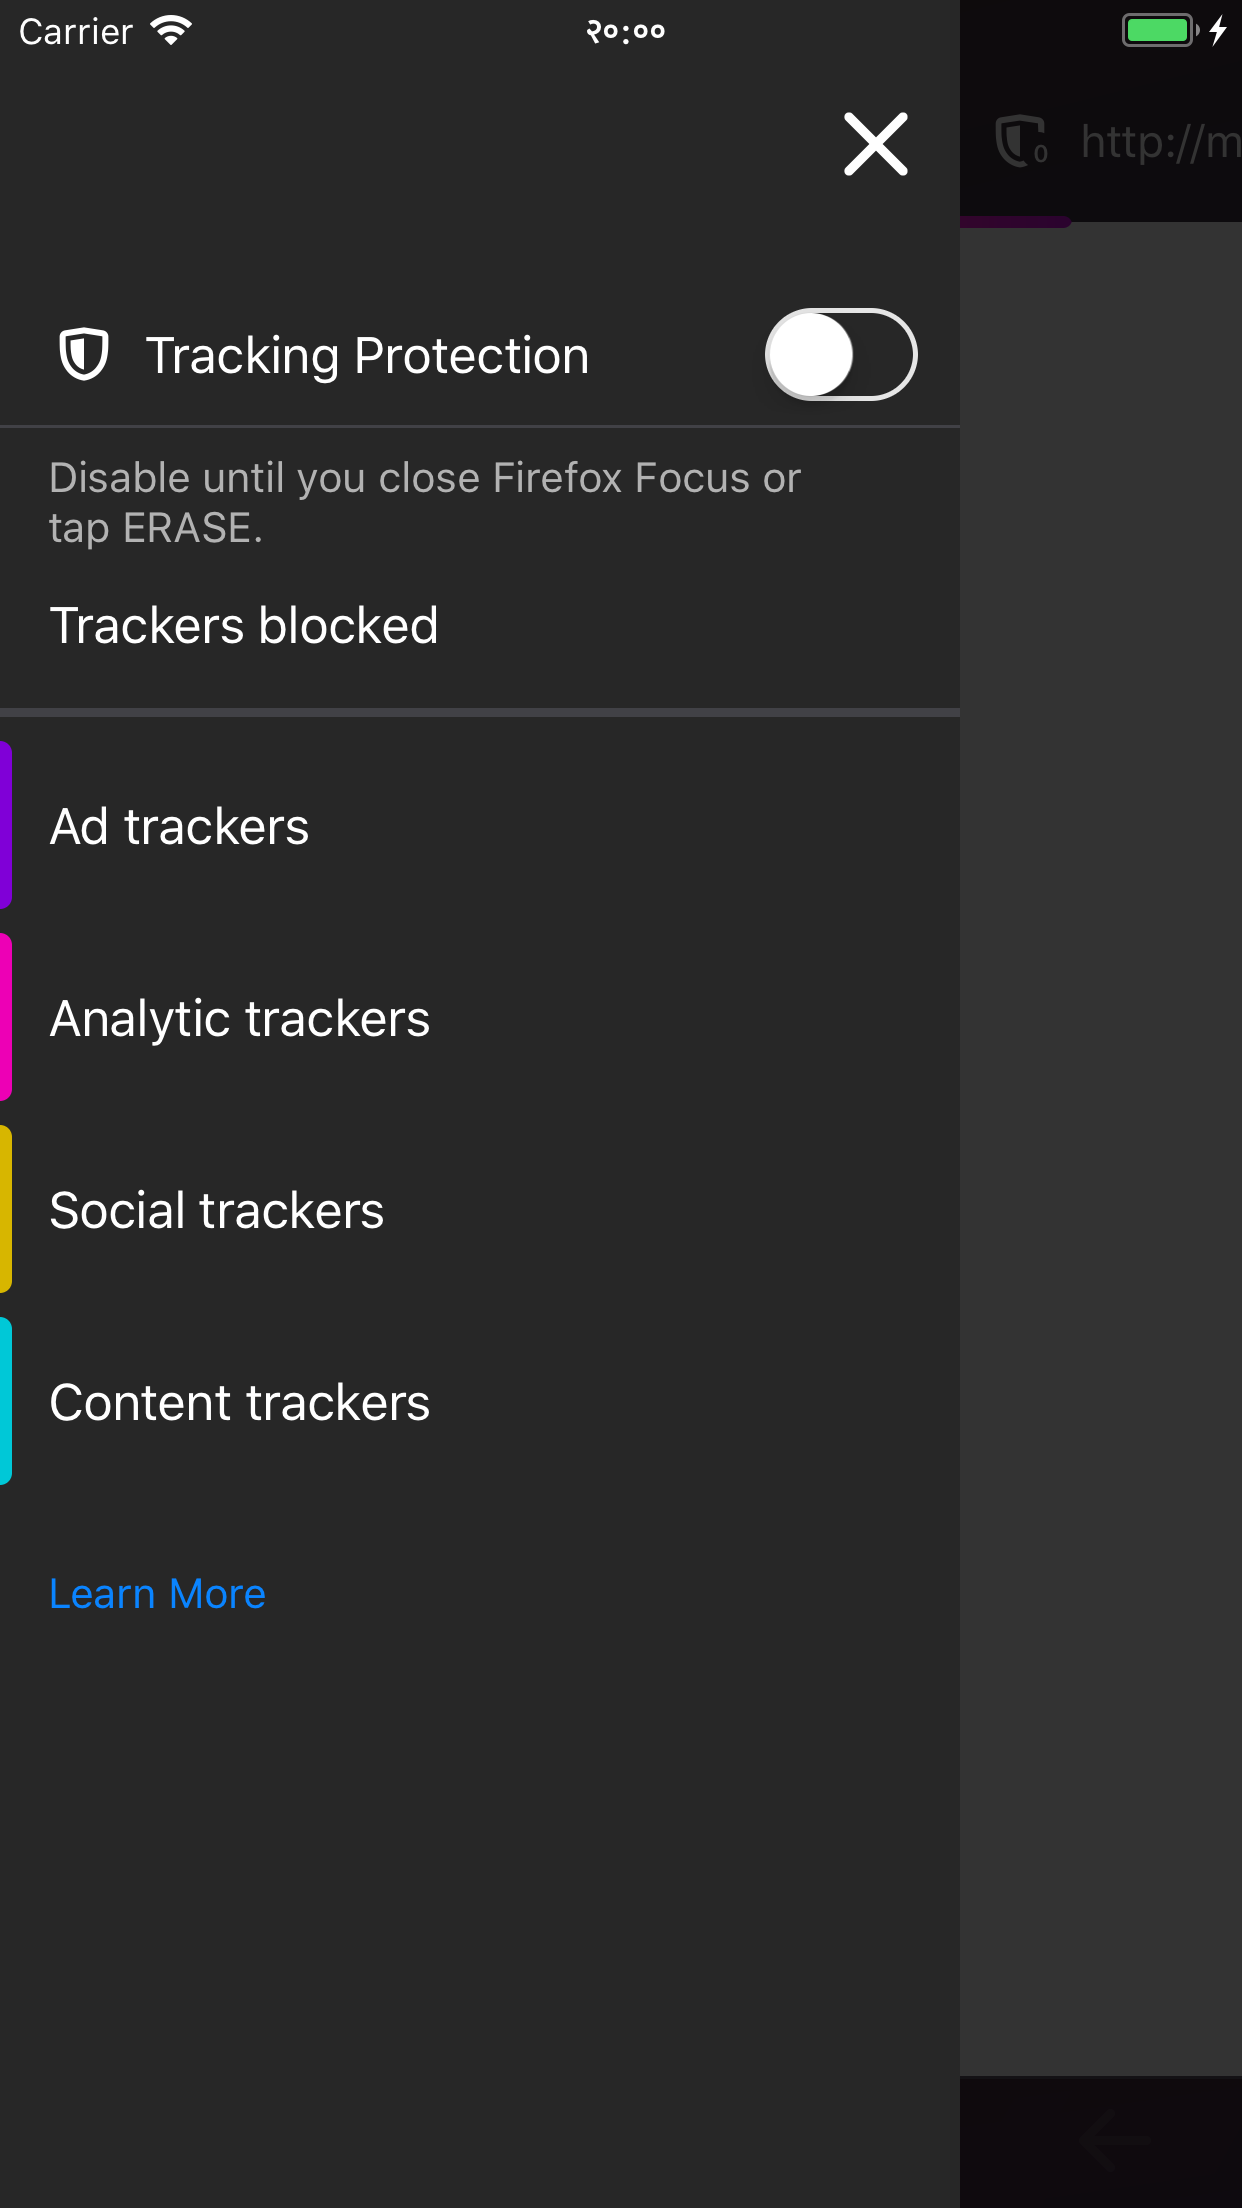 Carrier
२०:००
0
http://m
Tracking Protection
Disable until you close Firefox Focus or
tap ERASE.
Trackers blocked
Ad trackers
Analytic trackers
Social trackers
Content trackers
Learn More